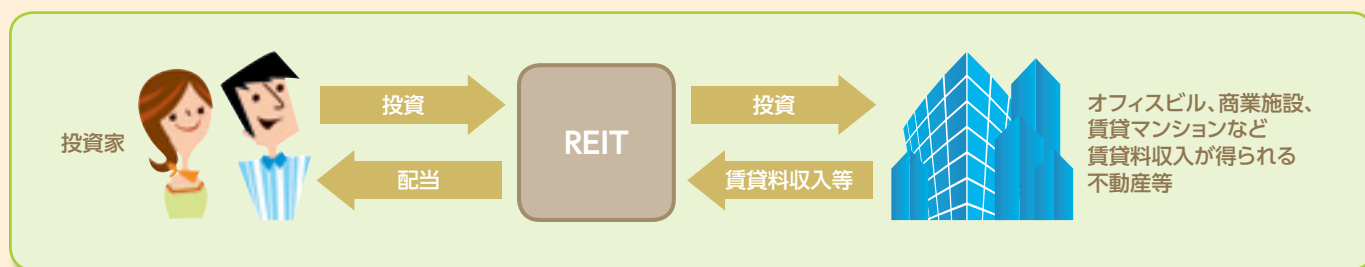 投資家
投資
配当
REIT
投資
賃貸料収入等
オフィスビル、商業施設、
賃貸マンションなど
賃貸料収入が得られる
不動産等